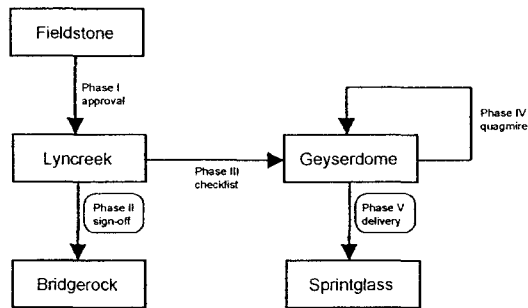 Fieldstone
Phase I
approval
Phase IV
quagmire
Lyncreek
Phase III
checklist
Geyserdome
Phase II
sign-off
Phase V
delivery
Bridgerock
Sprintglass